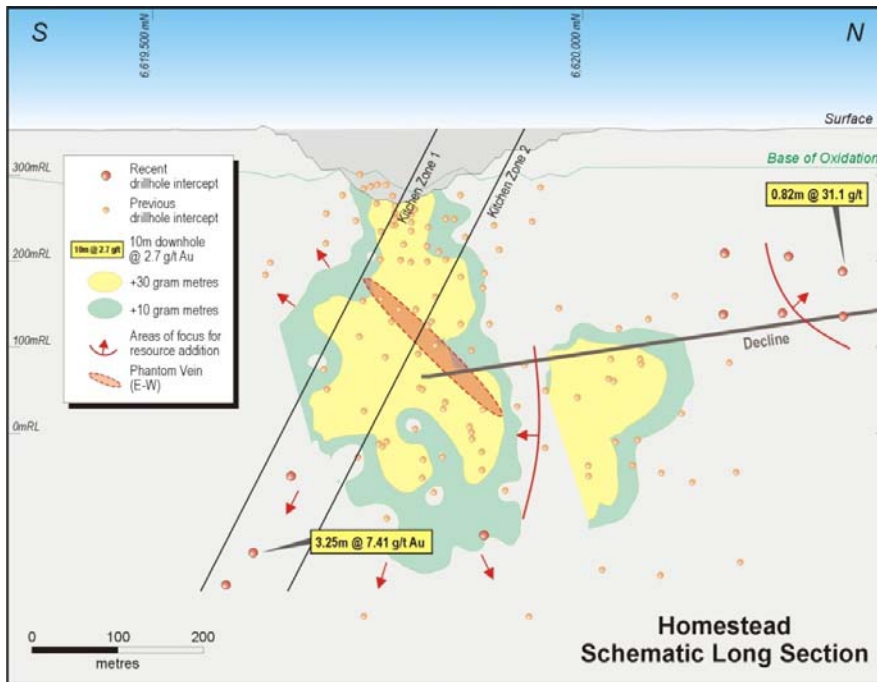 S
6.619.500 mN
6.620.000 mN
N
Surface
Base of Oxidation
300mRL
200mRL
100mRL
0mRL
Recent
drillhole intercept
Previous
drillhole intercept
10m @ 2.7 g/t
10m downhole
@ 2.7 g/t Au
+30 gram metres
+10 gram metres
Areas of focus for
resource addition
Phantom Vein
(E-W)
Kitchen Zone 1
Kitchen Zone 2
0.82m @ 31.1 g/t
Decline
3.25m @ 7.41 g/t Au
0 100 200
metres
Homestead
Schematic Long Section